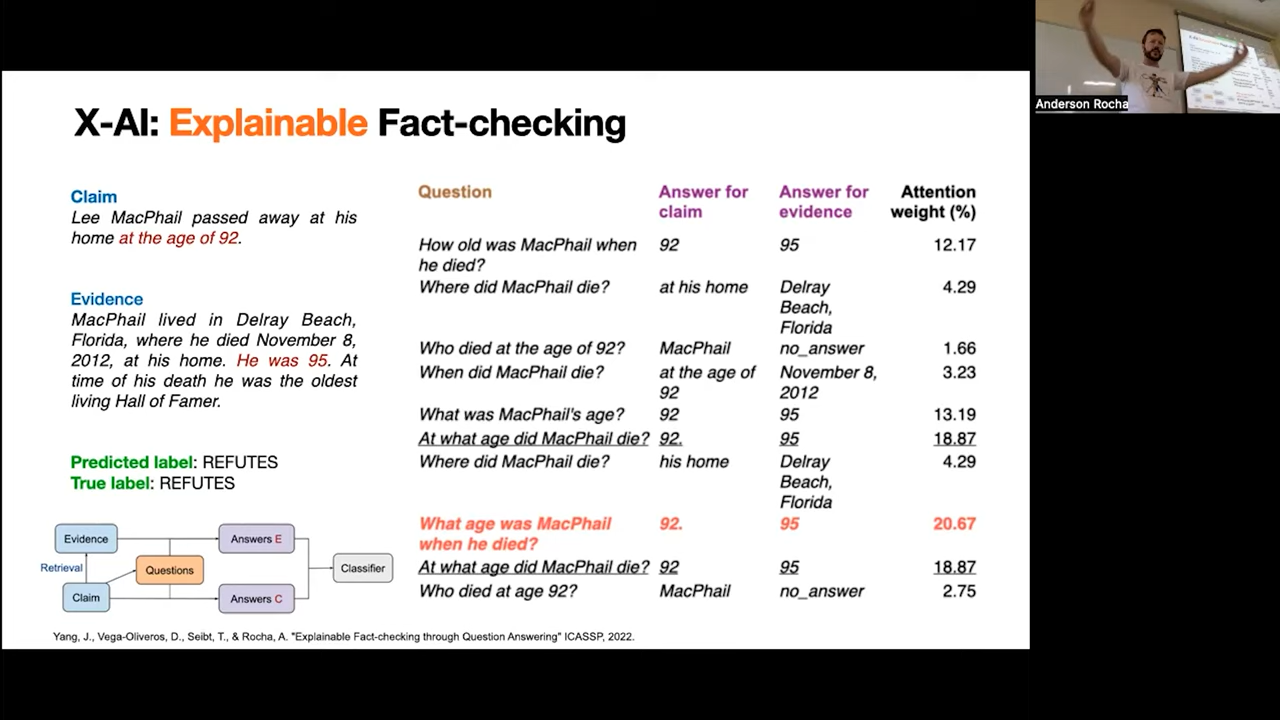 X-AI: Explainable Fact-checking
Anderson Rocha
Claim
Lee MacPhail passed away at his
home at the age of 92.
Evidence
MacPhail lived in Delray Beach,
Florida, where he died November 8,
2012, at his home. He was 95. At
time of his death he was the oldest
living Hall of Famer.
Predicted label: REFUTES
True label: REFUTES
Evidence
Answers E
Retrieval
Questions
Classifier
Claim
Answers C
Question Answer for claim Answer for evidence Attention weight (%)
How old was MacPhail when he died? 92 95 12.17
Where did MacPhail die? at his home Delray Beach, Florida 4.29
Who died at the age of 92? MacPhail no_answer 1.66
When did MacPhail die? at the age of 92 November 8, 2012 3.23
What was MacPhail's age? 92 95 13.19
At what age did MacPhail die? 92. 95 18.87
Where did MacPhail die? his home Delray Beach, Florida 4.29
What age was MacPhail when he died? 92. 95 20.67
At what age did MacPhail die? 92 95 18.87
Who died at age 92? MacPhail no_answer 2.75
Yang, J., Vega-Oliveros, D., Seibt, T., & Rocha, A. "Explainable Fact-checking through Question Answering" ICASSP, 2022.